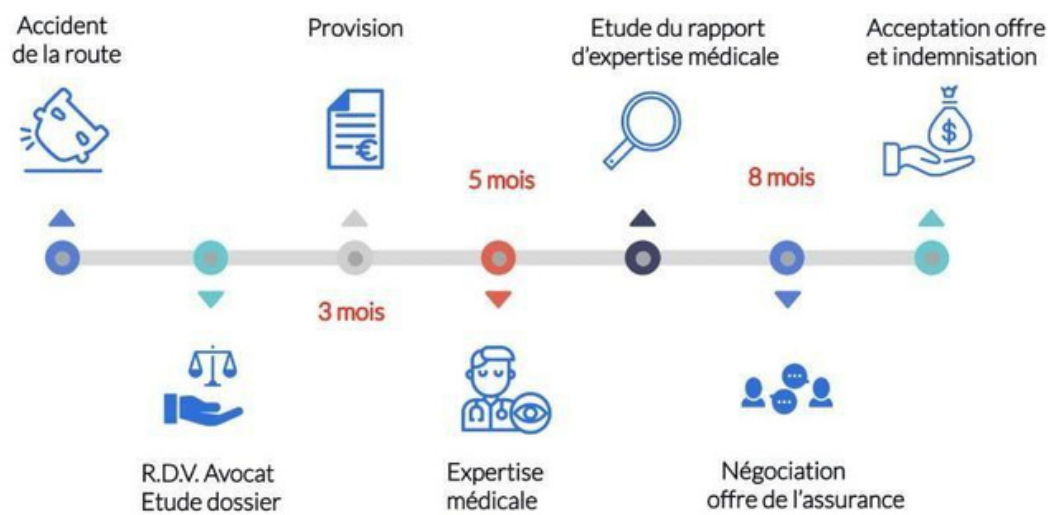 Accident
de la route
Provision
Etude du rapport
d'expertise médicale
Acceptation offre
et indemnisation
€
$
5 mois
8 mois
3 mois
R.D.V. Avocat
Etude dossier
Expertise
médicale
Négociation
offre de l'assurance